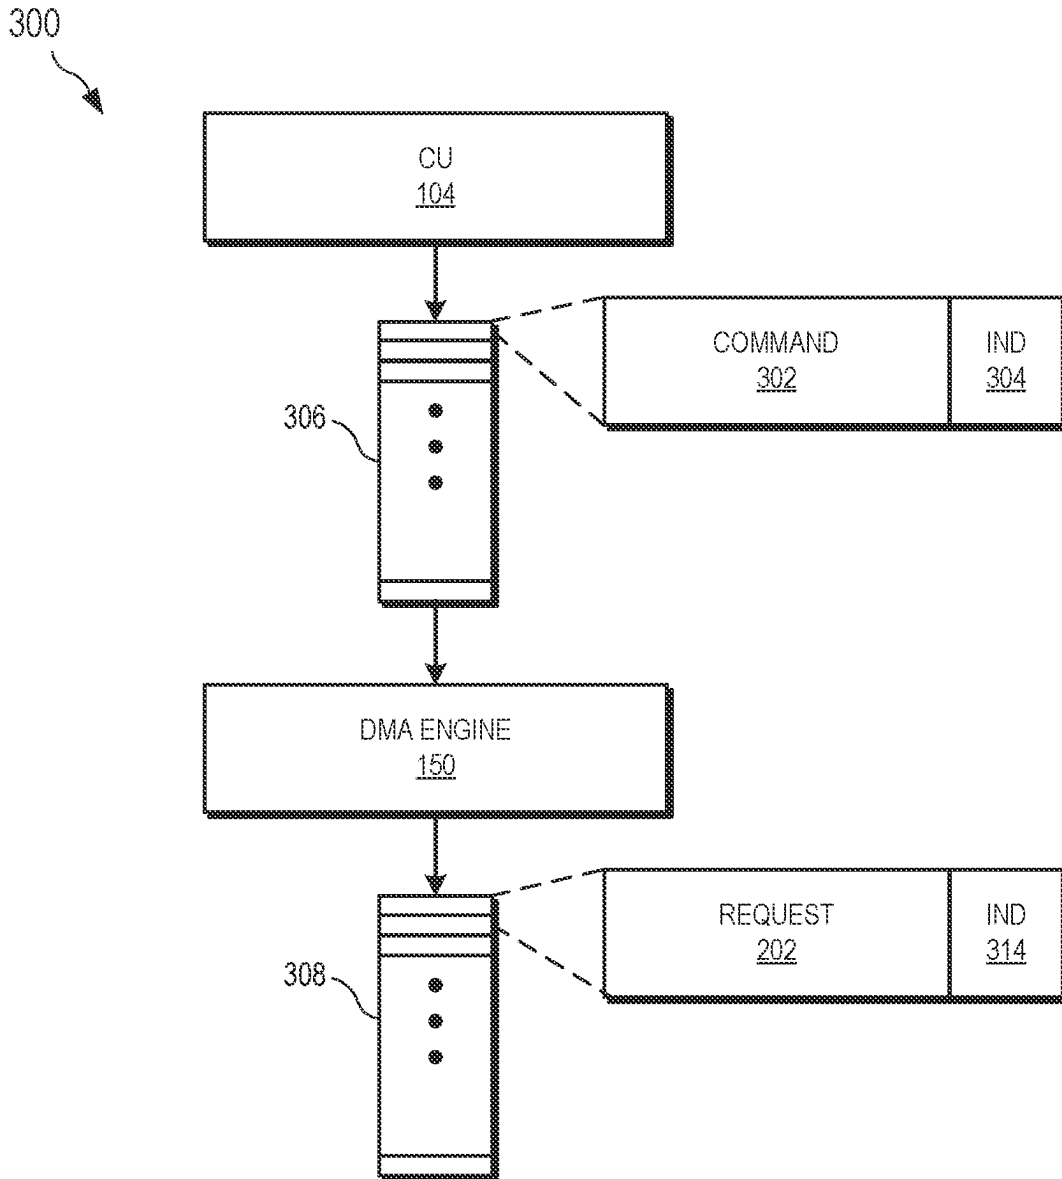 300
CU
104
COMMAND
302
IND
304
306
DMA ENGINE
150
REQUEST
202
IND
314
308